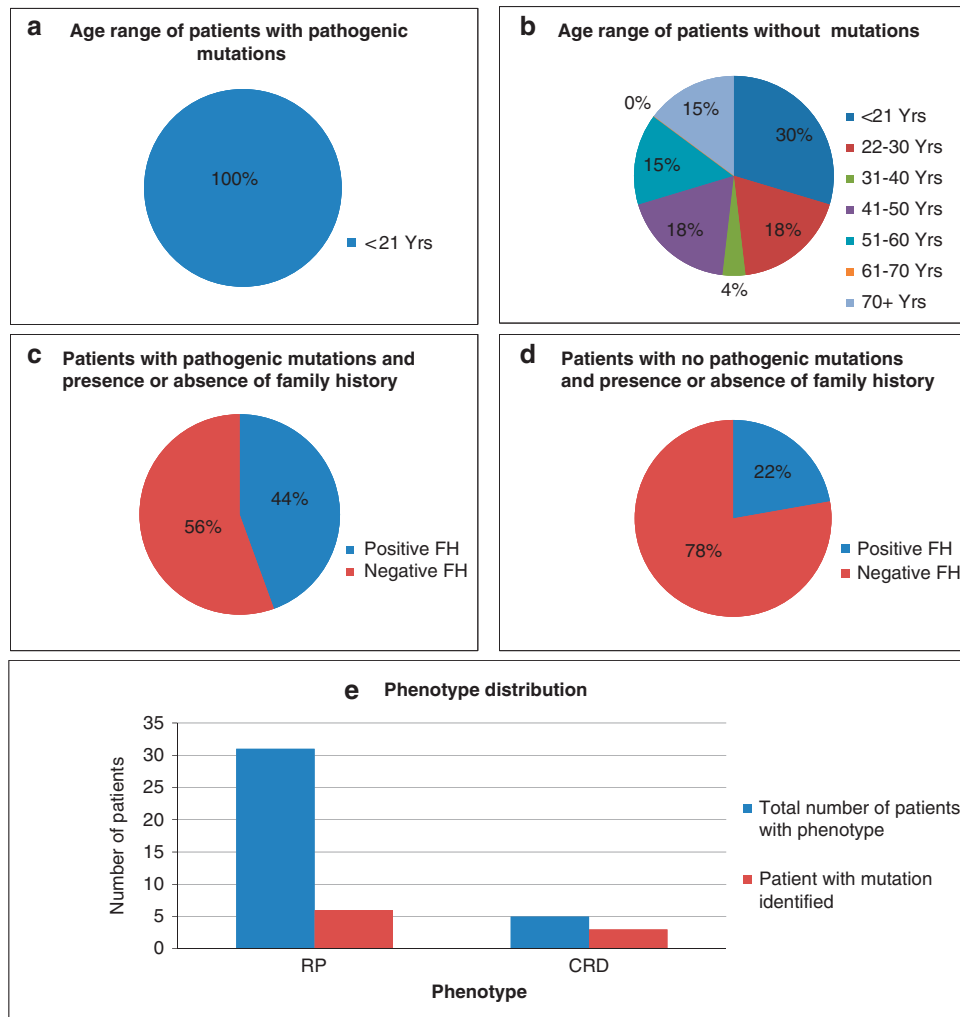 a Age range of patients with pathogenic
mutations
100%
<21 Yrs
b Age range of patients without mutations
0%
15%
30%
15%
18%
18%
4%
<21 Yrs
22-30 Yrs
31-40 Yrs
41-50 Yrs
51-60 Yrs
61-70 Yrs
70+ Yrs
c Patients with pathogenic mutations and
presence or absence of family history
44%
56%
Positive FH
Negative FH
d Patients with no pathogenic mutations
and presence or absence of family history
22%
78%
Positive FH
Negative FH
e Phenotype distribution
Number of patients
35
30
25
20
15
10
5
0
RP CRD
Phenotype
Total number of patients
with phenotype
Patient with mutation
identified